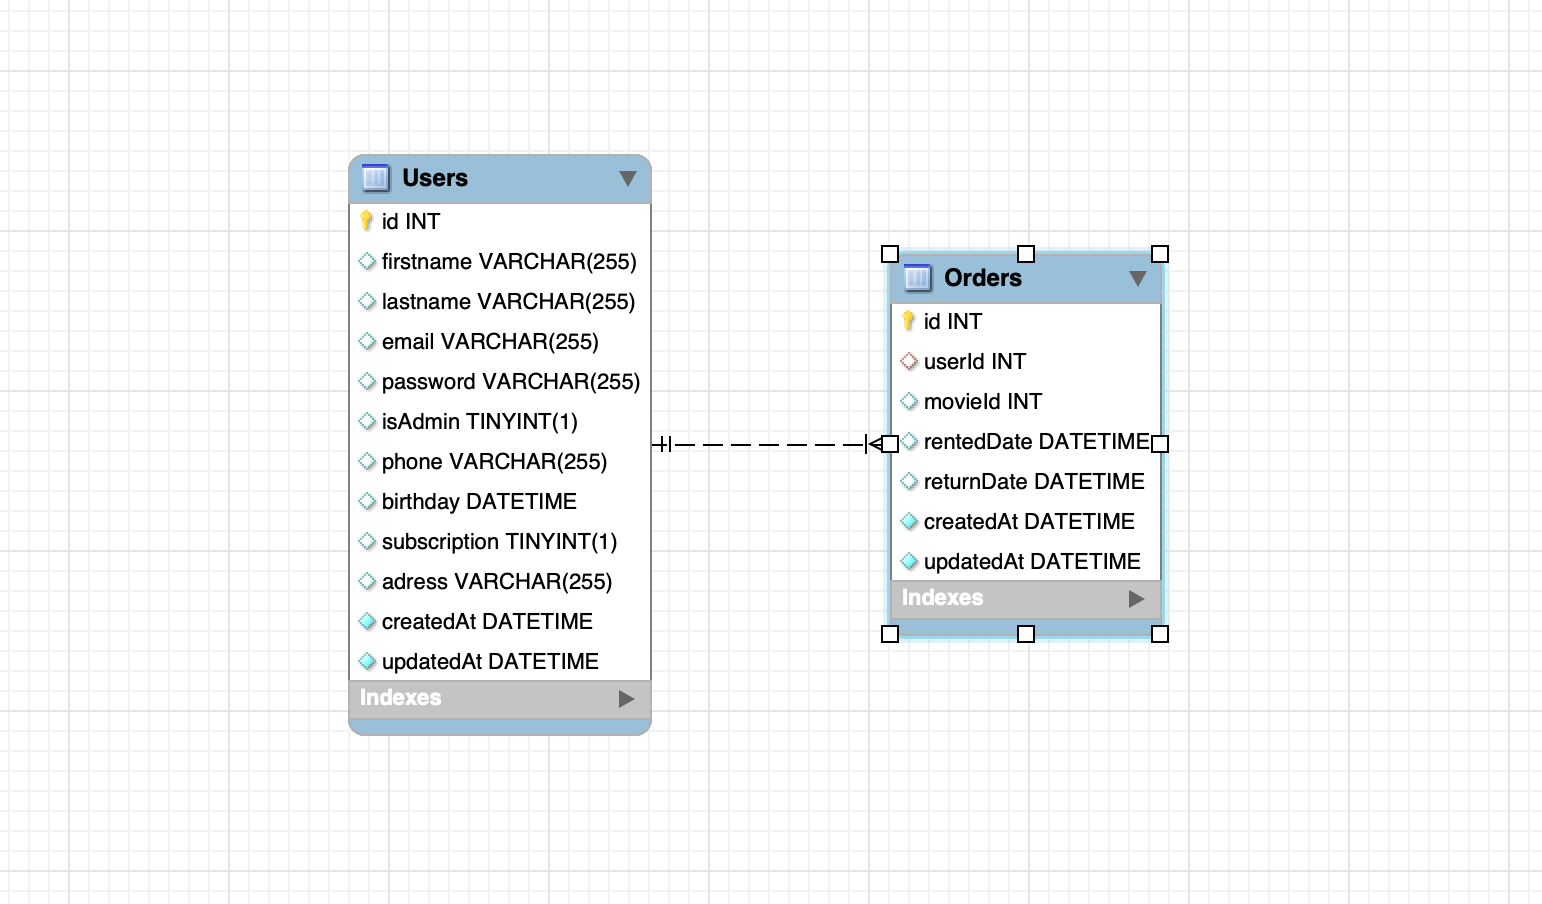 Users
id INT
firstname VARCHAR(255)
lastname VARCHAR(255)
email VARCHAR(255)
password VARCHAR(255)
isAdmin TINYINT(1)
phone VARCHAR(255)
birthday DATETIME
subscription TINYINT(1)
adress VARCHAR(255)
createdAt DATETIME
updatedAt DATETIME
Indexes
Orders
id INT
userId INT
movieId INT
rentedDate DATETIME
returnDate DATETIME
createdAt DATETIME
updatedAt DATETIME
Indexes